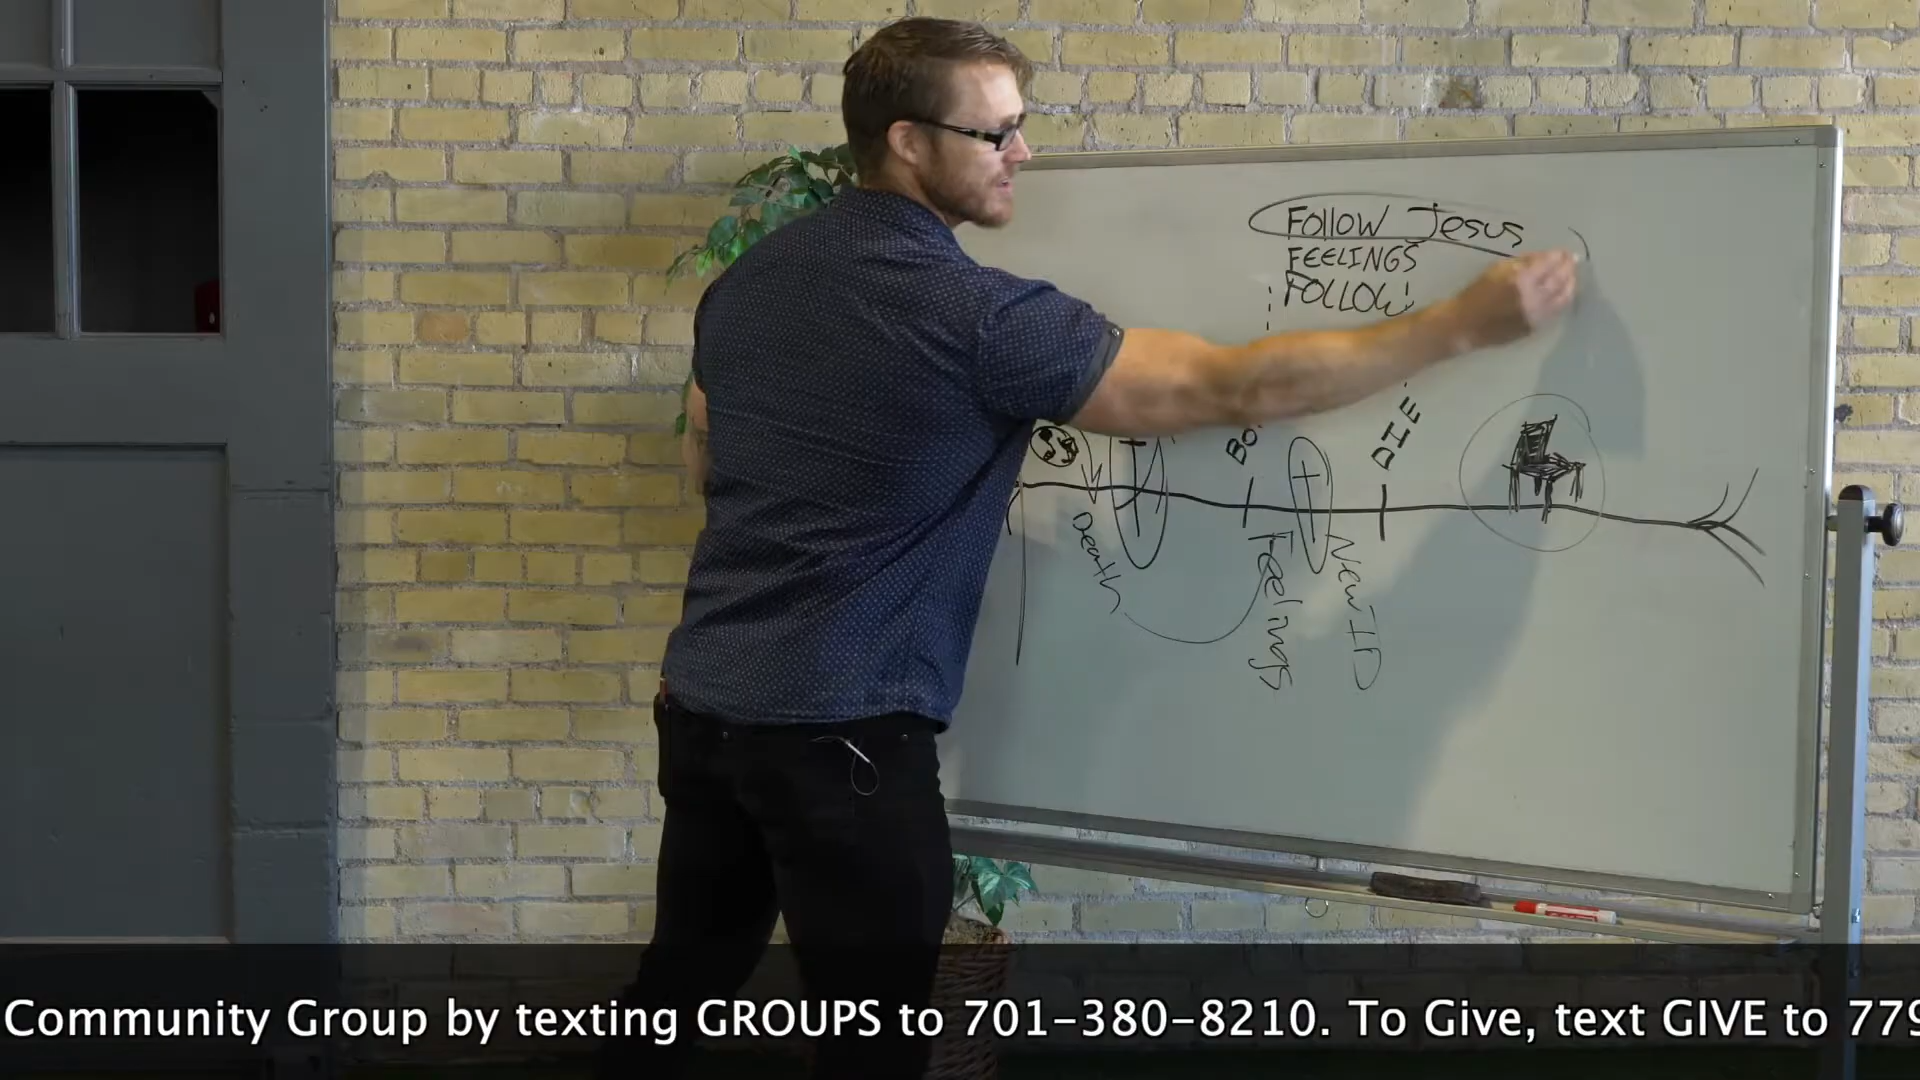 FOLLOW Jesus
FEELINGS
FOLLOW
DIE
Death
Feelings
New ID
Community Group by texting GROUPS to 701-380-8210. To Give, text GIVE to 779